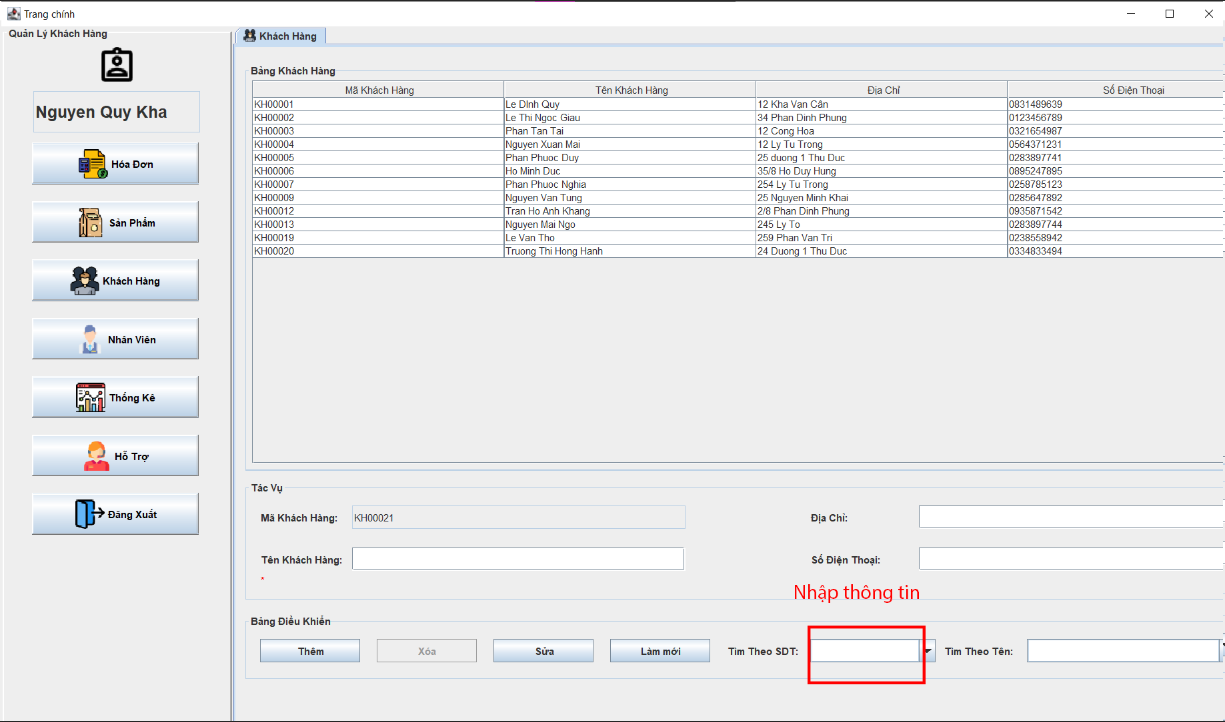 Trang chính
Quản Lý Khách Hàng
Khách Hàng
Nguyen Quy Kha
Hóa Đơn
Sản Phẩm
Khách Hàng
Nhân Viên
Thống Kê
Hỗ Trợ
Đăng Xuất
Bảng Khách Hàng
Mã Khách Hàng Tên Khách Hàng Địa Chỉ Số Điện Thoại
KH00001 Le DInh Quy 12 Kha Van Cân 0831489639
KH00002 Le Thi Ngoc Giau 34 Phan Dinh Phung 0123456789
KH00003 Phan Tan Tai 12 Cong Hoa 0321654987
KH00004 Nguyen Xuan Mai 12 Ly Tu Trong 0564371231
KH00005 Phan Phuoc Duy 25 duong 1 Thu Duc 0283897741
KH00006 Ho Minh Duc 35/8 Ho Duy Hung 0895247895
KH00007 Phan Phuoc Nghia 254 Ly Tu Trong 0258785123
KH00009 Nguyen Van Tung 25 Nguyen Minh Khai 0285647892
KH00012 Tran Ho Anh Khang 2/8 Phan Dinh Phung 0935871542
KH00013 Nguyen Mai Ngo 245 Ly To 0283897744
KH00019 Le Van Tho 259 Phan Van Tri 0238558942
KH00020 Truong Thi Hong Hanh 24 Duong 1 Thu Duc 0334833494
Tác Vụ
Mã Khách Hàng: KH00021 Địa Chỉ:
Tên Khách Hàng: Số Điện Thoại:
*
Nhập thông tin
Bảng Điều Khiển
Thêm Xóa Sửa Làm mới Tìm Theo SDT: Tìm Theo Tên: